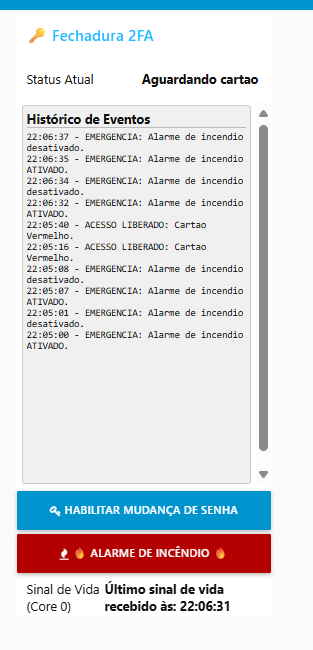 🔑 Fechadura 2FA
Status Atual Aguardando cartao
Histórico de Eventos
22:06:37 - EMERGENCIA: Alarme de incendio
desativado.
22:06:35 - EMERGENCIA: Alarme de incendio
ATIVADO.
22:06:34 - EMERGENCIA: Alarme de incendio
desativado.
22:06:32 - EMERGENCIA: Alarme de incendio
ATIVADO.
22:05:40 - ACESSO LIBERADO: Cartao
Vermelho.
22:05:16 - ACESSO LIBERADO: Cartao
Vermelho.
22:05:08 - EMERGENCIA: Alarme de incendio
desativado.
22:05:07 - EMERGENCIA: Alarme de incendio
ATIVADO.
22:05:01 - EMERGENCIA: Alarme de incendio
desativado.
22:05:00 - EMERGENCIA: Alarme de incendio
ATIVADO.
HABILITAR MUDANÇA DE SENHA
🔥 ALARME DE INCÊNDIO 🔥
Sinal de Vida
(Core 0)
Último sinal de vida
recebido às: 22:06:31